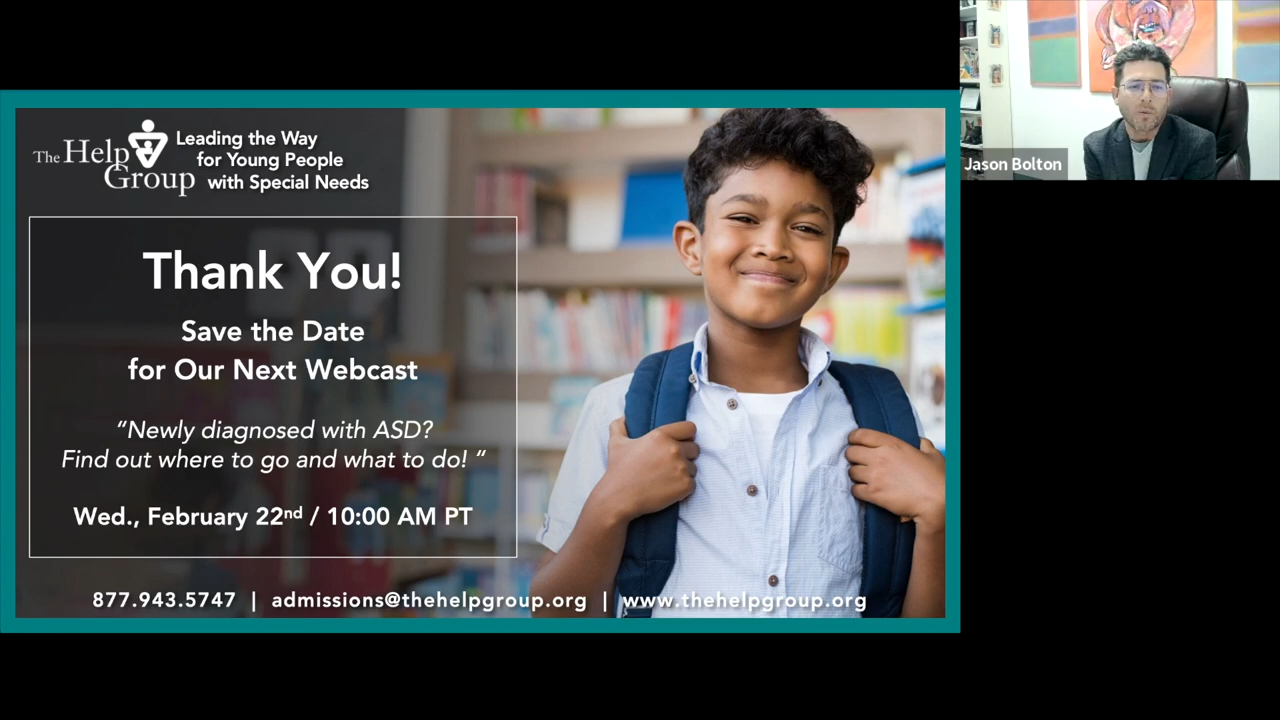 The Help
Group
Leading the Way
for Young People
with Special Needs
Thank You!
Save the Date
for Our Next Webcast
“Newly diagnosed with ASD?
Find out where to go and what to do! “
Wed., February 22nd / 10:00 AM PT
877.943.5747 | admissions@thehelpgroup.org | www.thehelpgroup.org
Jason Bolton